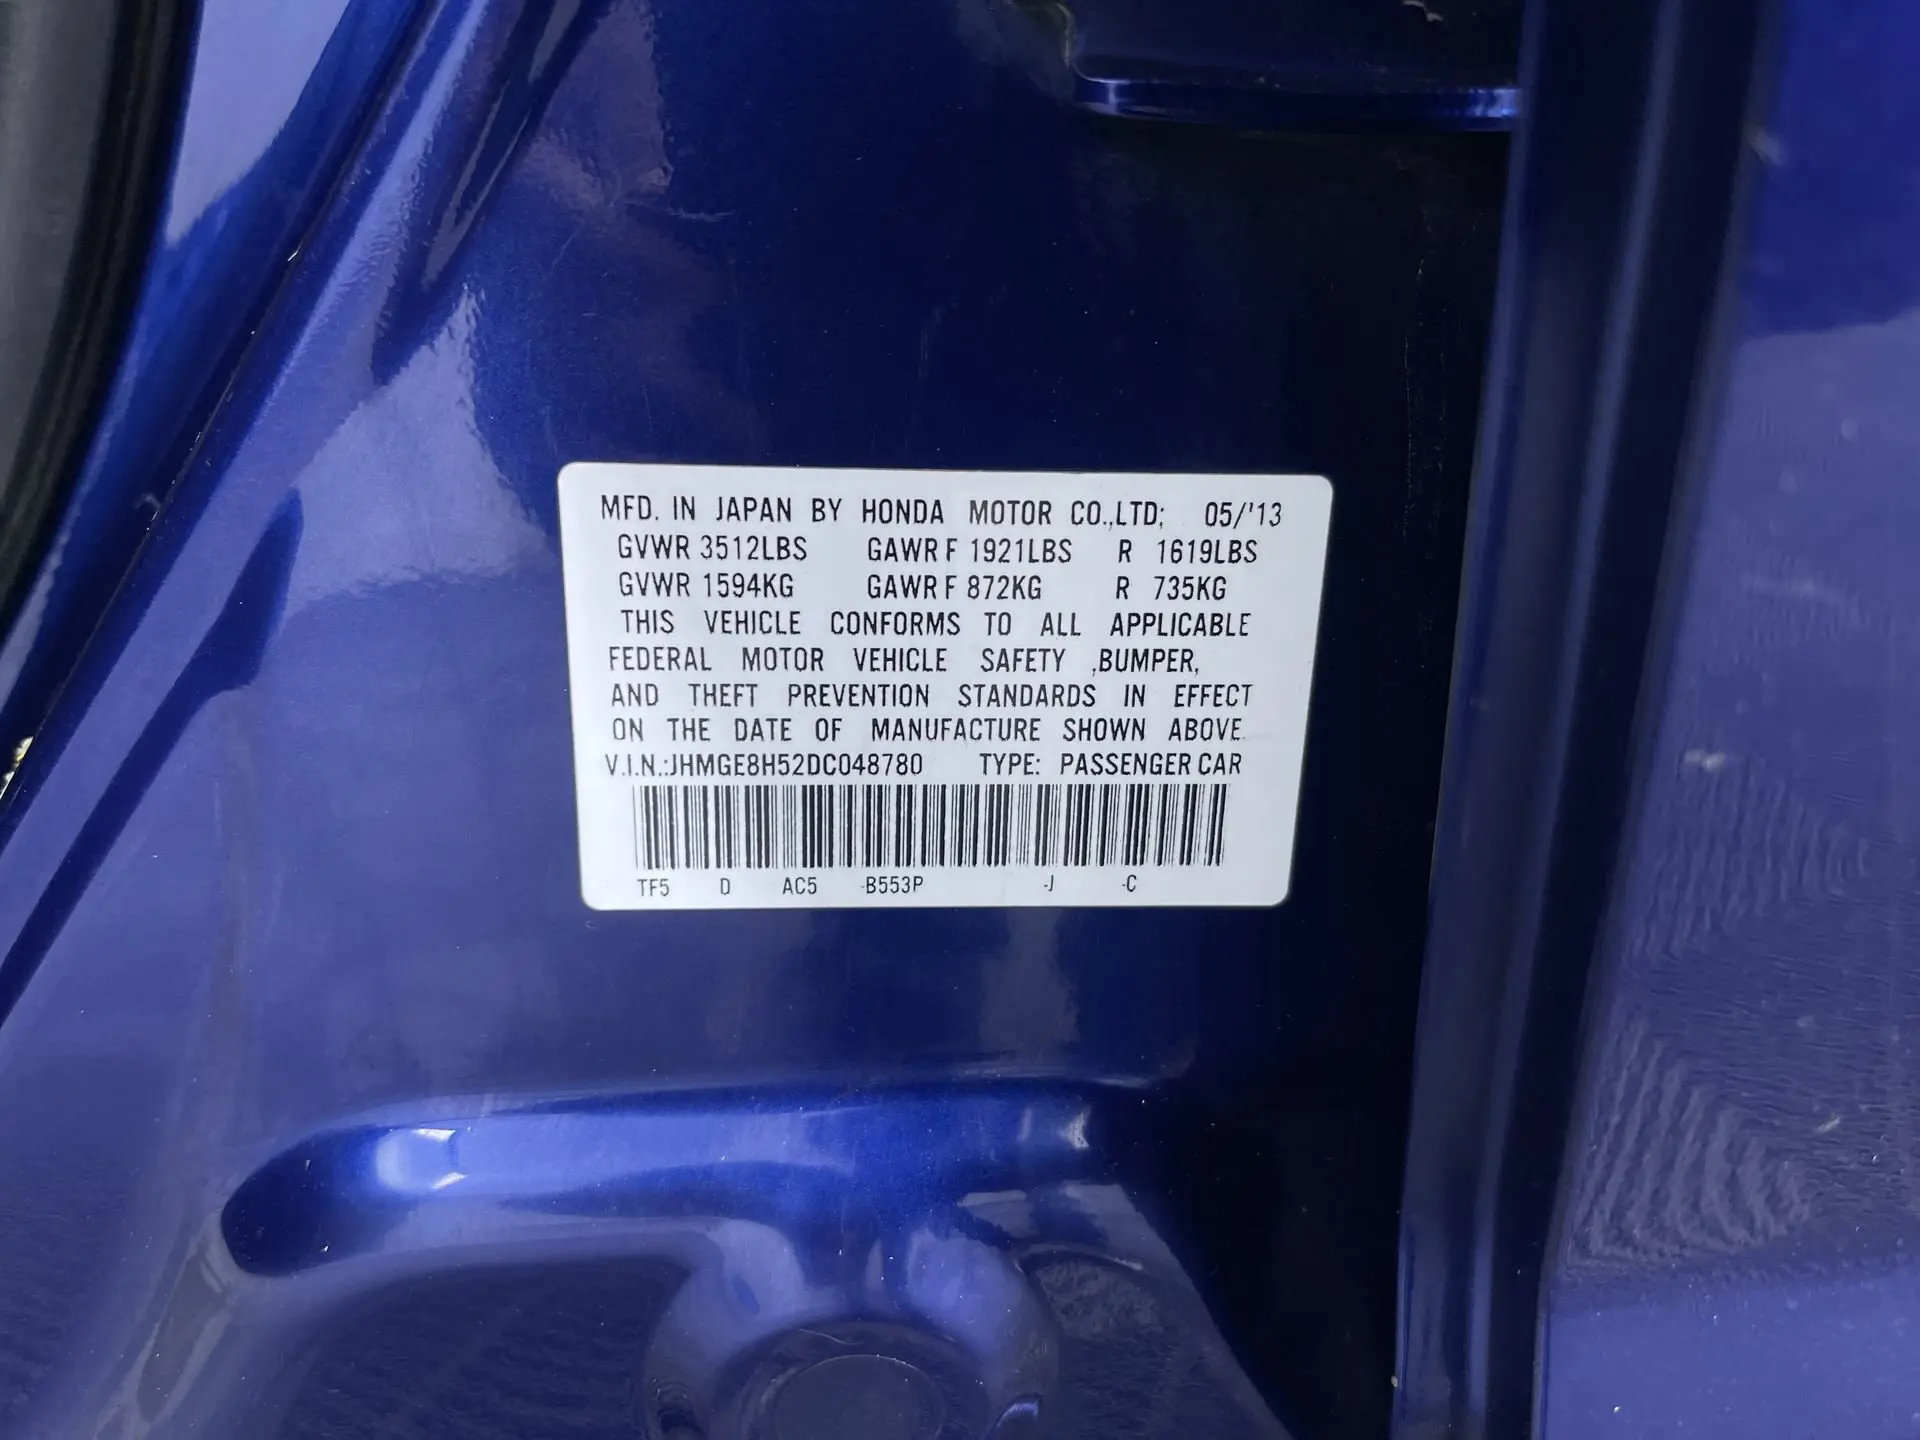 MFD. IN JAPAN BY HONDA MOTOR CO.,LTD; 05/'13
GVWR 3512LBS GAWR F 1921LBS R 1619LBS
GVWR 1594KG GAWR F 872KG R 735KG
THIS VEHICLE CONFORMS TO ALL APPLICABLE
FEDERAL MOTOR VEHICLE SAFETY ,BUMPER,
AND THEFT PREVENTION STANDARDS IN EFFECT
ON THE DATE OF MANUFACTURE SHOWN ABOVE.
V.I.N.:JHMGE8H52DC048780 TYPE: PASSENGER CAR
TF5 D AC5 -B553P -J -C